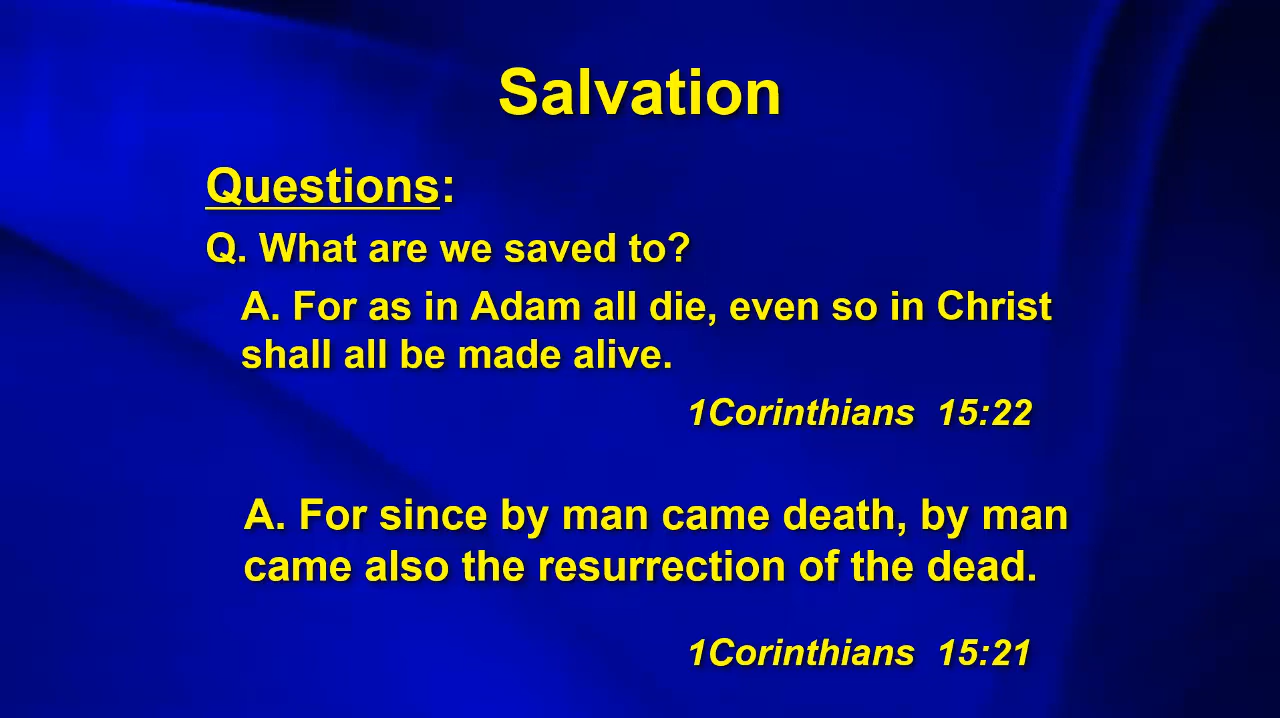 Salvation
Questions:
Q. What are we saved to?
A. For as in Adam all die, even so in Christ
shall all be made alive.
1Corinthians 15:22
A. For since by man came death, by man
came also the resurrection of the dead.
1Corinthians 15:21